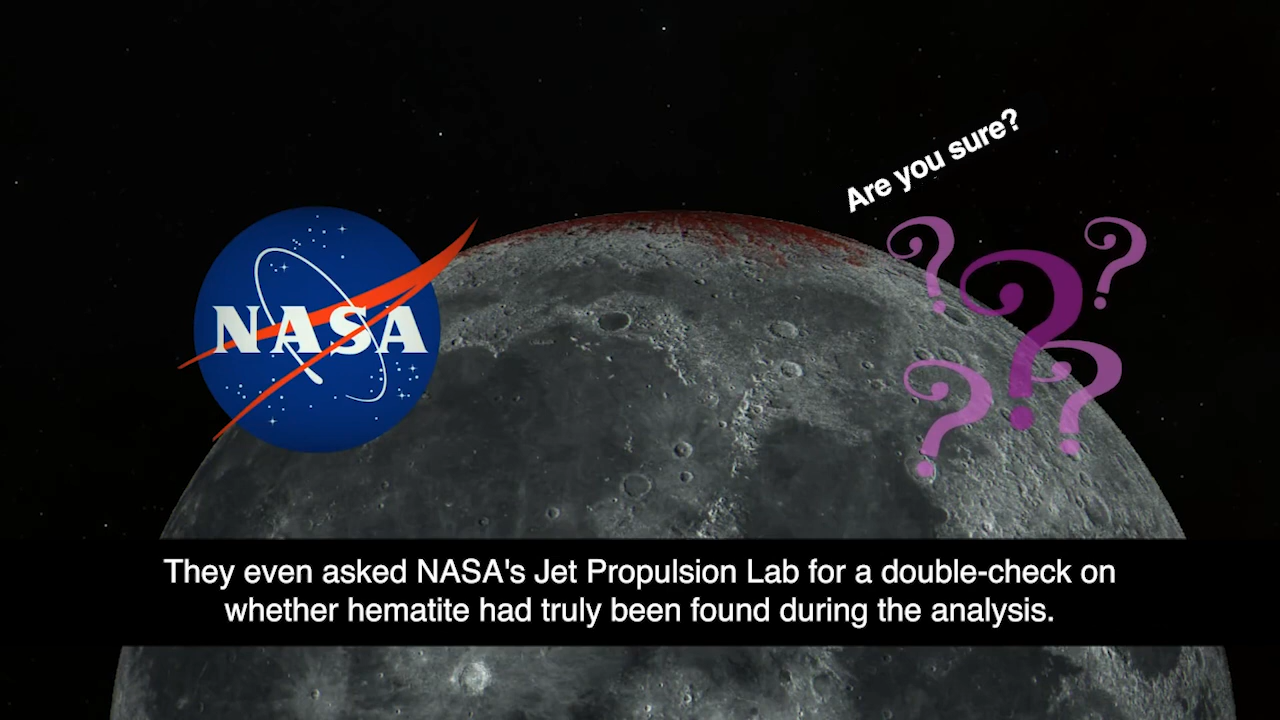 Are you sure?
NASA
They even asked NASA's Jet Propulsion Lab for a double-check on
whether hematite had truly been found during the analysis.